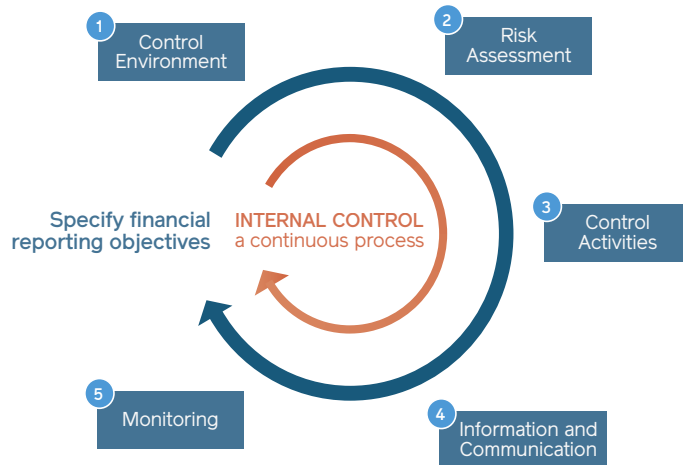 1
Control
Environment
2
Risk
Assessment
3
Control
Activities
Specify financial
reporting objectives
INTERNAL CONTROL
a continuous process
4
Information and
Communication
5
Monitoring